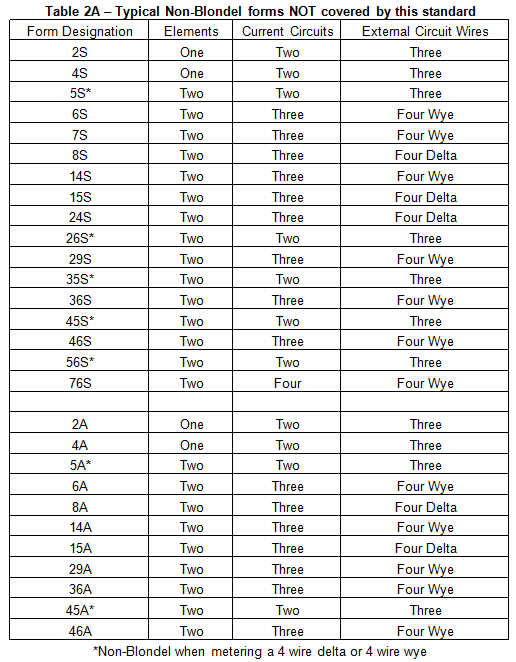 Table 2A – Typical Non-Blondel forms NOT covered by this standard
Form Designation Elements Current Circuits External Circuit Wires
2S One Two Three
4S One Two Three
5S* Two Two Three
6S Two Three Four Wye
7S Two Three Four Wye
8S Two Three Four Delta
14S Two Three Four Wye
15S Two Three Four Delta
24S Two Three Four Delta
26S* Two Two Three
29S Two Three Four Wye
35S* Two Two Three
36S Two Three Four Wye
45S* Two Two Three
46S Two Three Four Wye
56S* Two Two Three
76S Two Four Four Wye
2A One Two Three
4A One Two Three
5A* Two Two Three
6A Two Three Four Wye
8A Two Three Four Delta
14A Two Three Four Wye
15A Two Three Four Delta
29A Two Three Four Wye
36A Two Three Four Wye
45A* Two Two Three
46A Two Three Four Wye
*Non-Blondel when metering a 4 wire delta or 4 wire wye